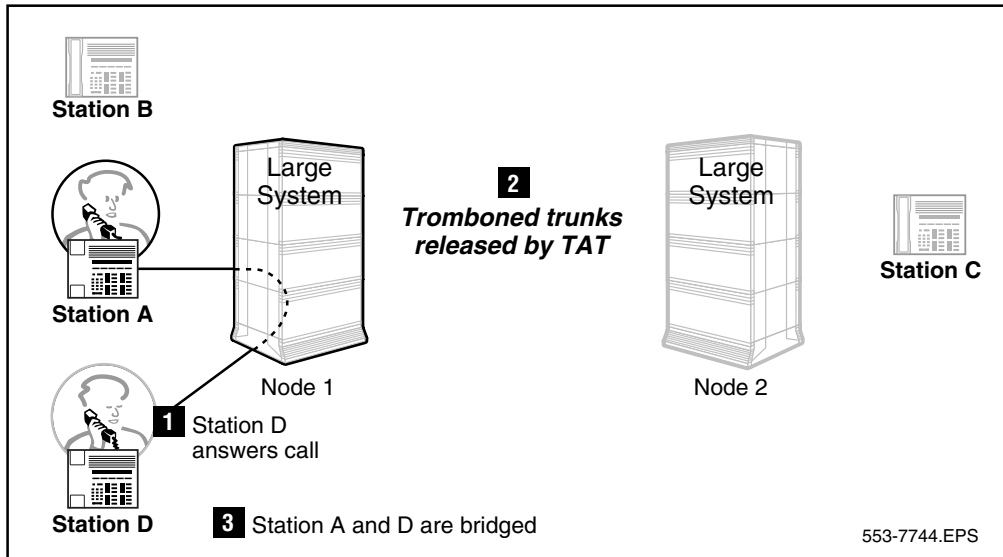 Station B
Large
System
2
Tromboned trunks
released by TAT
Large
System
Station C
Station A
Node 1
Node 2
1 Station D
answers call
Station D
3 Station A and D are bridged
553-7744.EPS